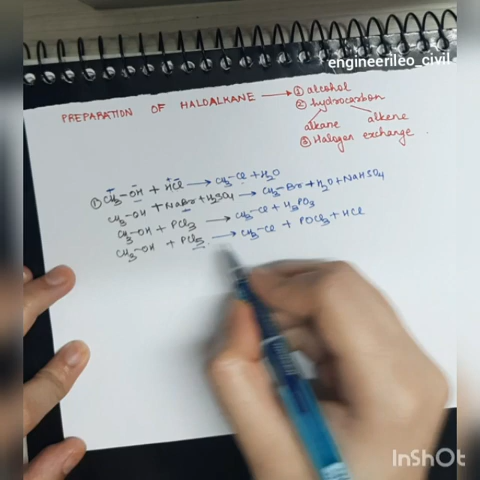 engineerileo_civil
PREPARATION OF HALOALKANE → ① alcohol
② hydrocarbon
alkane alkene
③ Halogen exchange.
① CH₃-OH + HCl → CH₃-Cl + H₂O
CH₃-OH + NaBr + H₂SO₄ → CH₃-Br + H₂O + NaHSO₄
CH₃-OH + PCl₃ → CH₃-Cl + H₃PO₃
CH₃-OH + PCl₅ → CH₃-Cl + POCl₃ + HCl
InShOt